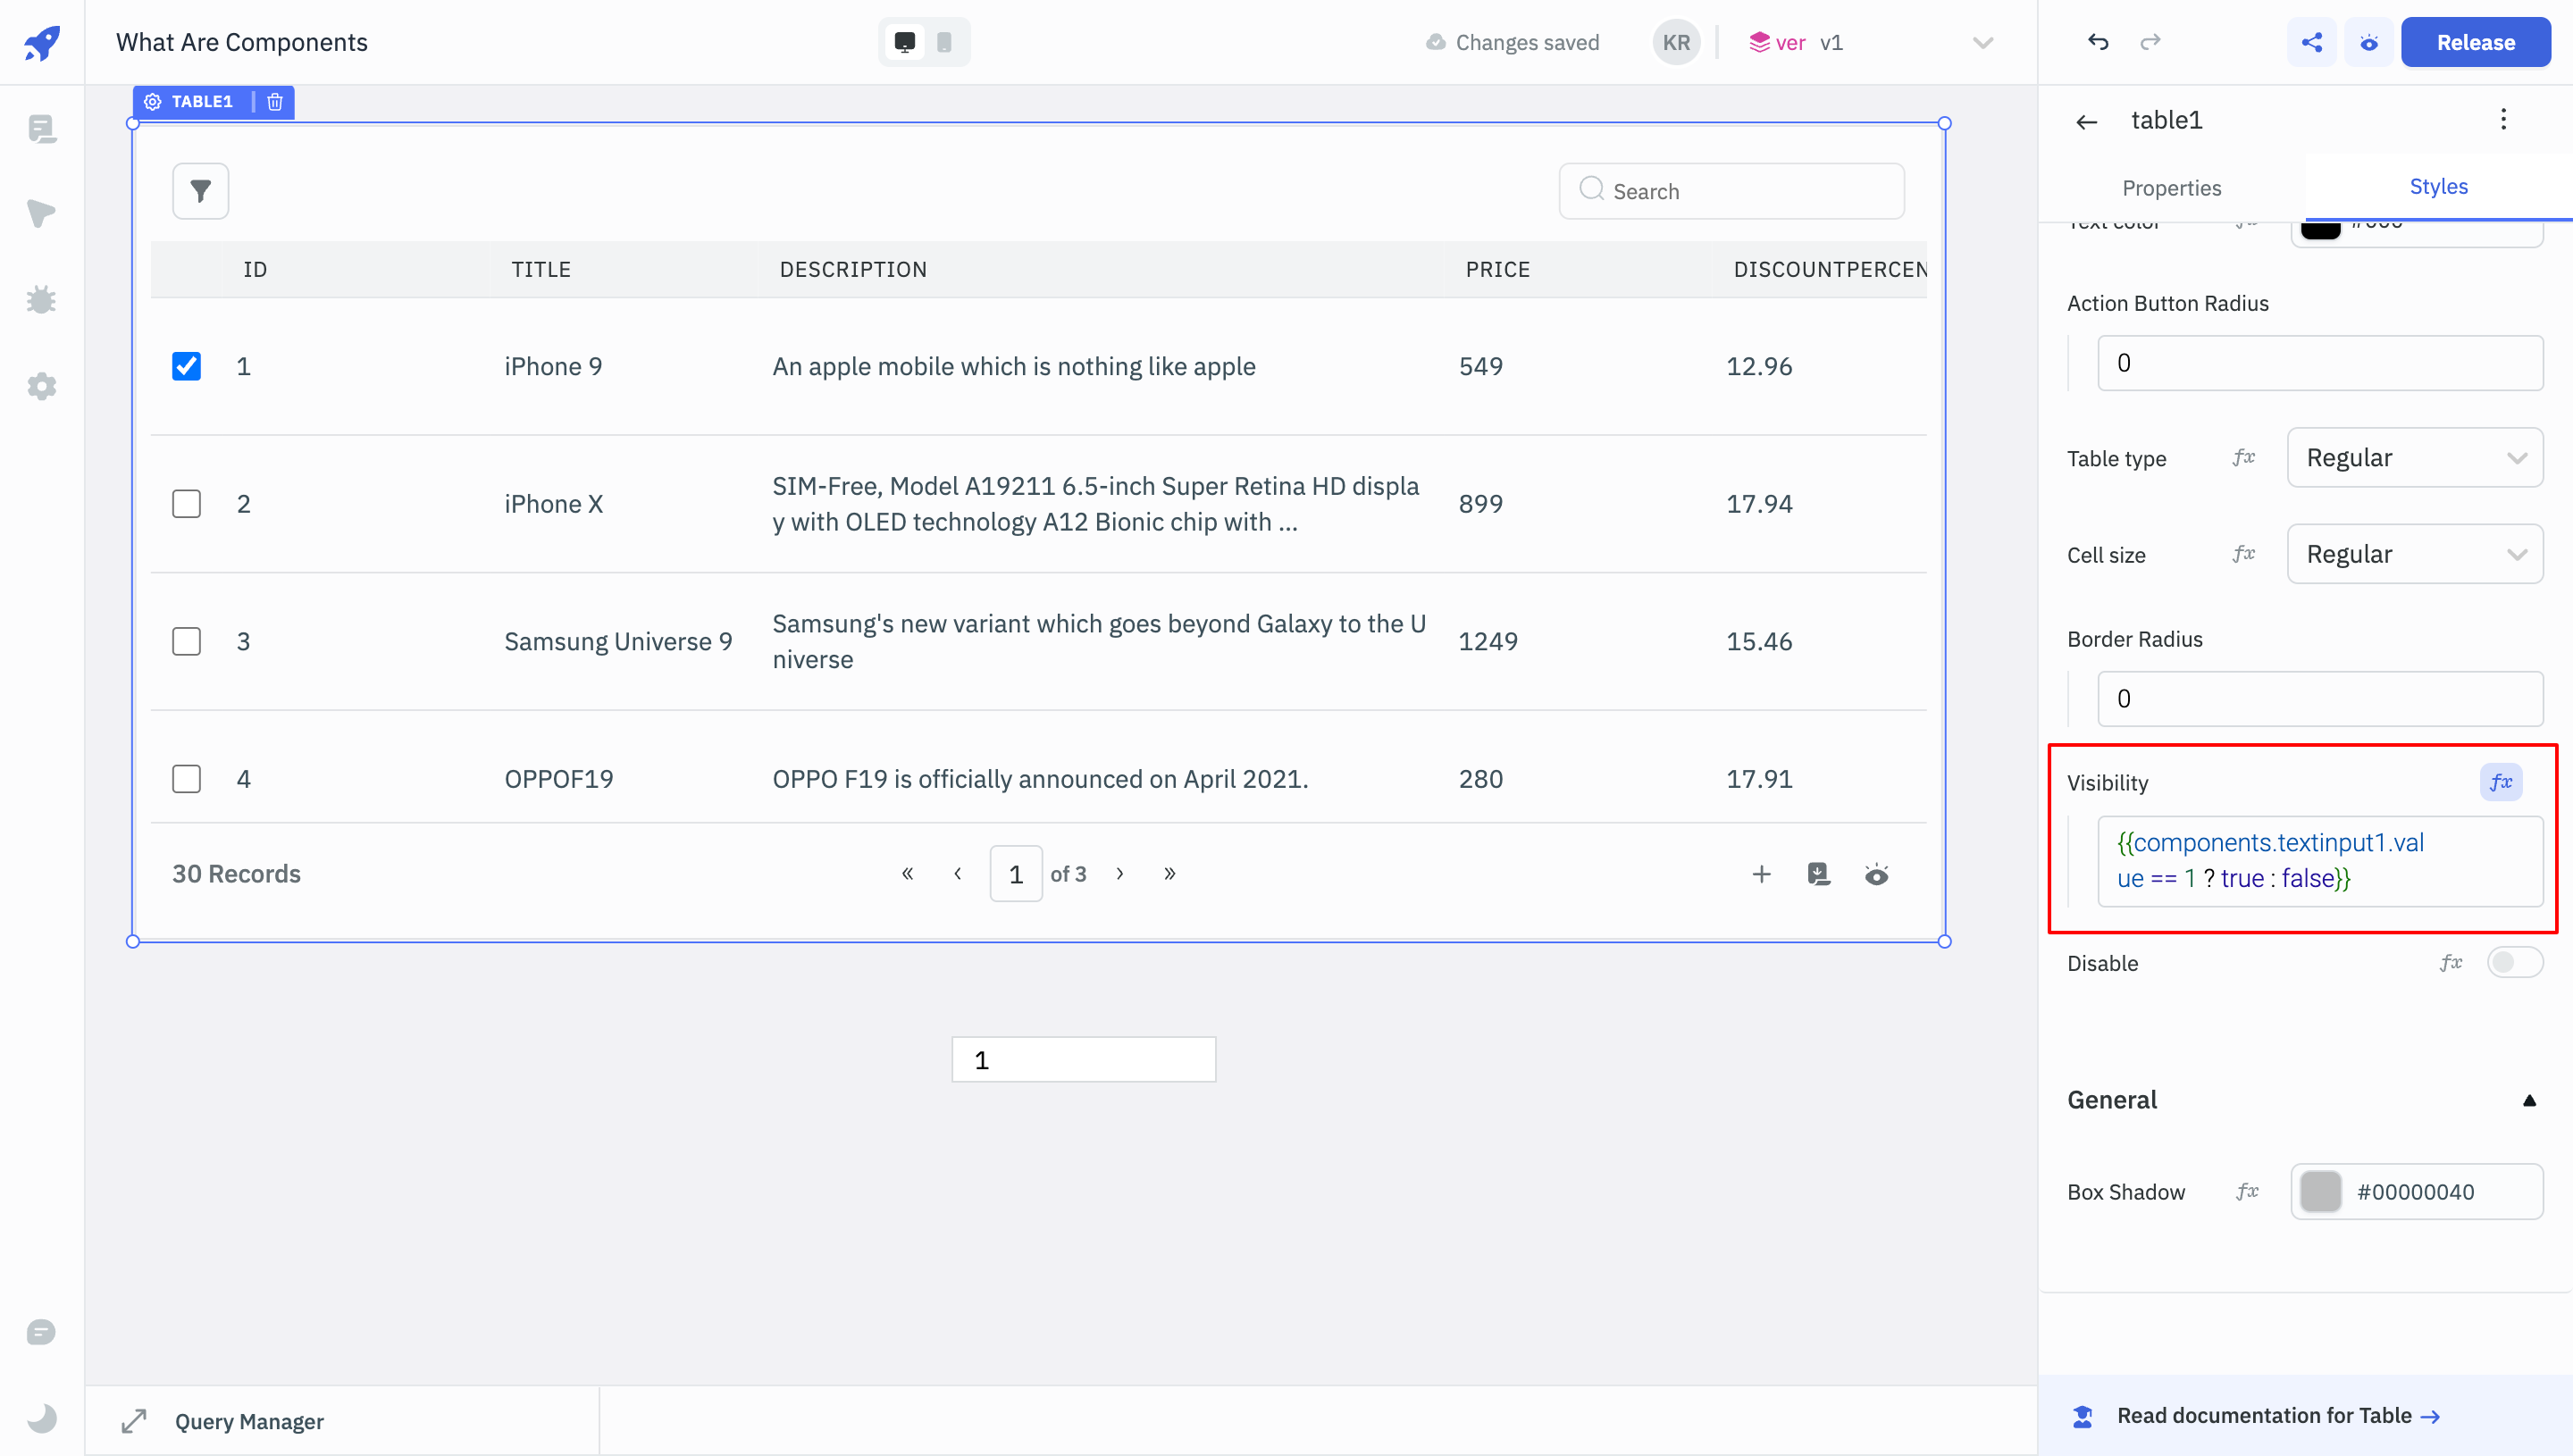 What Are Components
Changes saved
KR
ver v1
Release
TABLE1
Search
ID TITLE DESCRIPTION PRICE DISCOUNTPERCEN
1 iPhone 9 An apple mobile which is nothing like apple 549 12.96
2 iPhone X SIM-Free, Model A19211 6.5-inch Super Retina HD displa
y with OLED technology A12 Bionic chip with ... 899 17.94
3 Samsung Universe 9 Samsung's new variant which goes beyond Galaxy to the U
niverse 1249 15.46
4 OPPOF19 OPPO F19 is officially announced on April 2021. 280 17.91
30 Records
« ‹ 1 of 3 › »
1
Query Manager
table1
Properties Styles
Text color fx #000
Action Button Radius
0
Table type fx Regular
Cell size fx Regular
Border Radius
0
Visibility fx
{{components.textinput1.val
ue == 1 ? true : false}}
Disable fx
General
Box Shadow fx #00000040
Read documentation for Table →